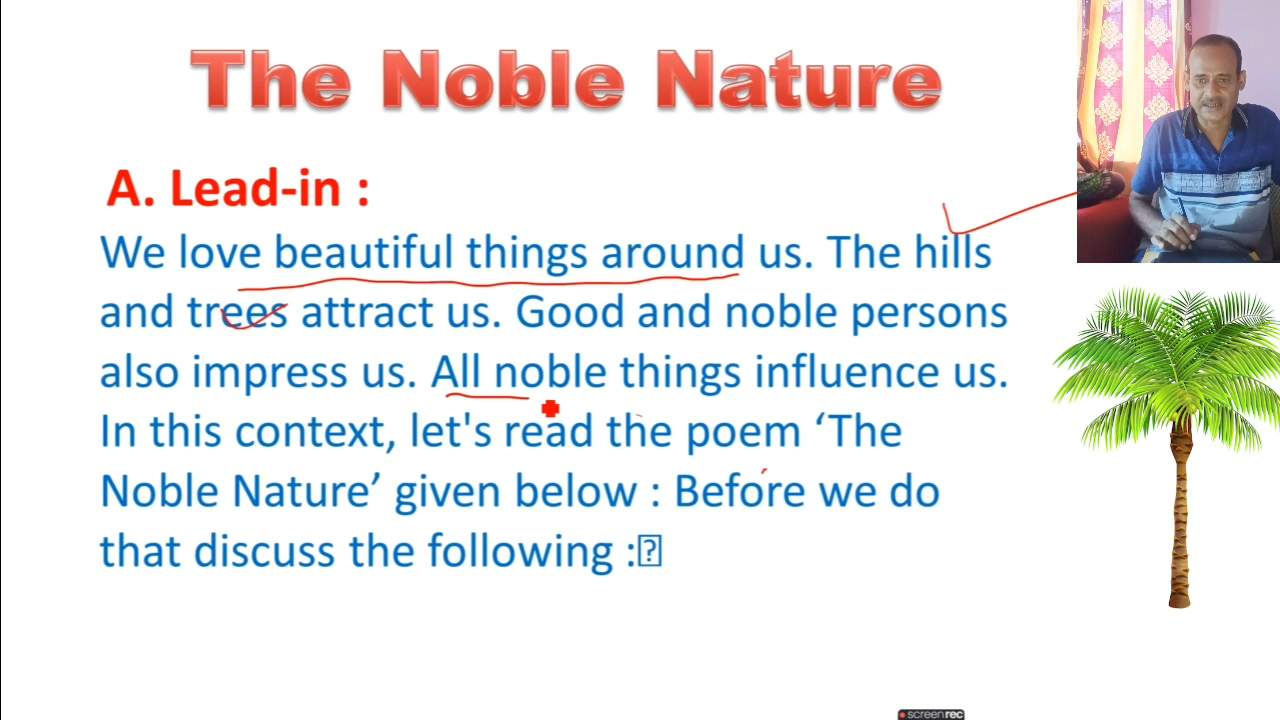 The Noble Nature
A. Lead-in :
We love beautiful things around us. The hills
and trees attract us. Good and noble persons
also impress us. All noble things influence us.
In this context, let's read the poem ‘The
Noble Nature’ given below : Before we do
that discuss the following :
screenrec